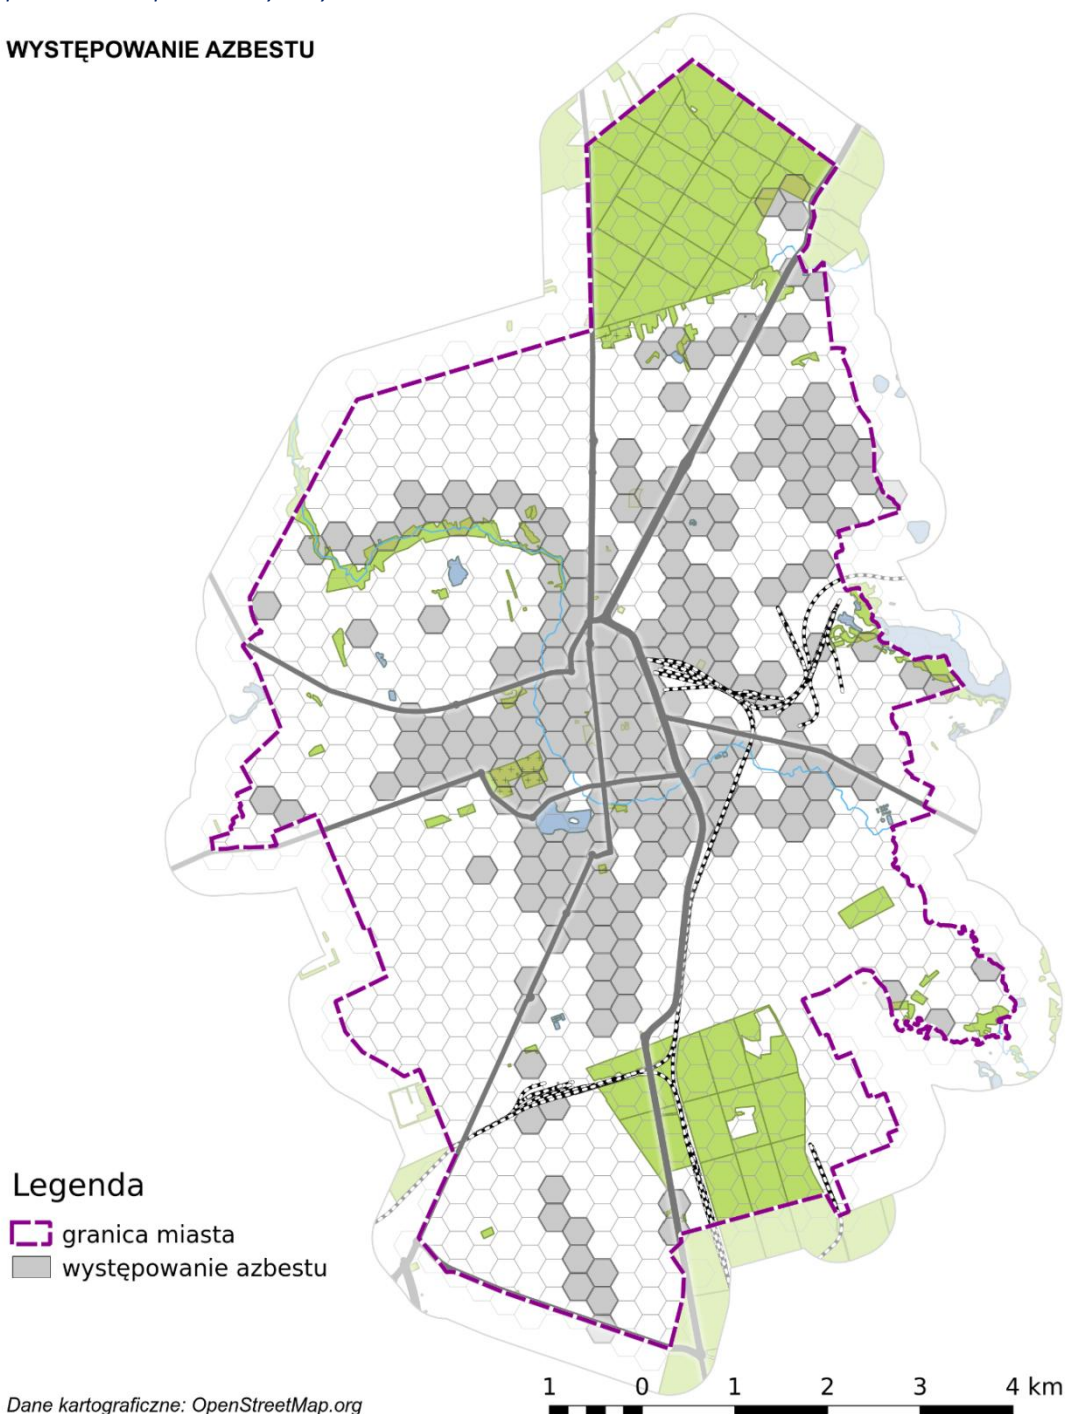 WYSTĘPOWANIE AZBESTU
Legenda
granica miasta
występowanie azbestu
1 0 1 2 3 4 km
Dane kartograficzne: OpenStreetMap.org